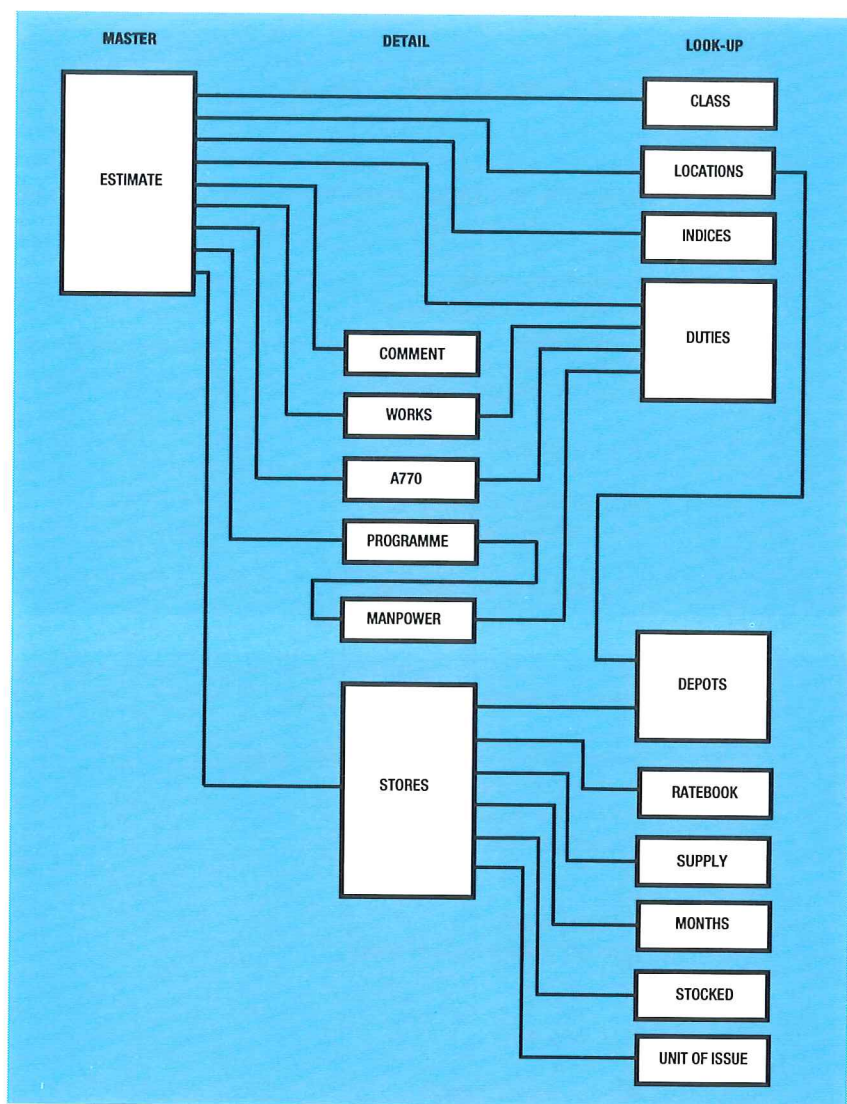 MASTER
DETAIL
LOOK-UP
ESTIMATE
CLASS
LOCATIONS
INDICES
DUTIES
COMMENT
WORKS
A770
PROGRAMME
MANPOWER
DEPOTS
STORES
RATEBOOK
SUPPLY
MONTHS
STOCKED
UNIT OF ISSUE